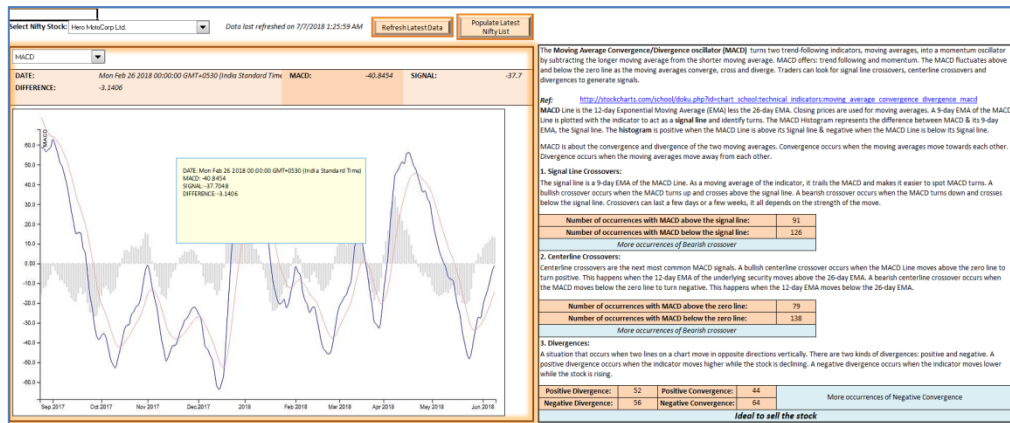 Select Nifty Stock: Hero MotoCorp Ltd.
Data last refreshed on 7/7/2018 1:25:59 AM
Refresh Latest Data
Populate Latest
Nifty List
MACD
DATE: Mon Feb 26 2018 00:00:00 GMT+0530 (India Standard Time MACD: -40.8454 SIGNAL: -37.7
DIFFERENCE: -3.1406
MACD
60.0
50.0
40.0
30.0
20.0
10.0
0.0
-10.0
-20.0
-30.0
-40.0
-50.0
-60.0
DATE: Mon Feb 26 2018 00:00:00 GMT+0530 (India Standard Time)
MACD: -40.8454
SIGNAL: -37.7048
DIFFERENCE: -3.1406
Sep 2017 Oct 2017 Nov 2017 Dec 2017 2018 Feb 2018 Mar 2018 Apr 2018 May 2018 Jun 2018
The Moving Average Convergence/Divergence oscillator (MACD) turns two trend-following indicators, moving averages, into a momentum oscillator
by subtracting the longer moving average from the shorter moving average. MACD offers: trend following and momentum. The MACD fluctuates above
and below the zero line as the moving averages converge, cross and diverge. Traders can look for signal line crossovers, centerline crossovers and
divergences to generate signals.
Ref: http://stockcharts.com/school/doku.php?id=chart_school:technical_indicators:moving_average_convergence_divergence_macd
MACD Line is the 12-day Exponential Moving Average (EMA) less the 26-day EMA. Closing prices are used for moving averages. A 9-day EMA of the MACD
Line is plotted with the indicator to act as a signal line and identify turns. The MACD Histogram represents the difference between MACD & its 9-day
EMA, the Signal line. The histogram is positive when the MACD Line is above its Signal line & negative when the MACD Line is below its Signal line.
MACD is about the convergence and divergence of the two moving averages. Convergence occurs when the moving averages move towards each other.
Divergence occurs when the moving averages move away from each other.
1. Signal Line Crossovers:
The signal line is a 9-day EMA of the MACD Line. As a moving average of the indicator, it trails the MACD and makes it easier to spot MACD turns. A
bullish crossover occurs when the MACD turns up and crosses above the signal line. A bearish crossover occurs when the MACD turns down and crosses
below the signal line. Crossovers can last a few days or a few weeks, it all depends on the strength of the move.
Number of occurrences with MACD above the signal line: 91
Number of occurrences with MACD below the signal line: 126
More occurrences of Bearish crossover
2. Centerline Crossovers:
Centerline crossovers are the next most common MACD signals. A bullish centerline crossover occurs when the MACD Line moves above the zero line to
turn positive. This happens when the 12-day EMA of the underlying security moves above the 26-day EMA. A bearish centerline crossover occurs when
the MACD moves below the zero line to turn negative. This happens when the 12-day EMA moves below the 26-day EMA.
Number of occurrences with MACD above the zero line: 79
Number of occurrences with MACD below the zero line: 138
More occurrences of Bearish crossover
3. Divergences:
A situation that occurs when two lines on a chart move in opposite directions vertically. There are two kinds of divergences: positive and negative. A
positive divergence occurs when the indicator moves higher while the stock is declining. A negative divergence occurs when the indicator moves lower
while the stock is rising.
Positive Divergence: 52 Positive Convergence: 44
More occurrences of Negative Convergence
Negative Divergence: 56 Negative Convergence: 64
Ideal to sell the stock